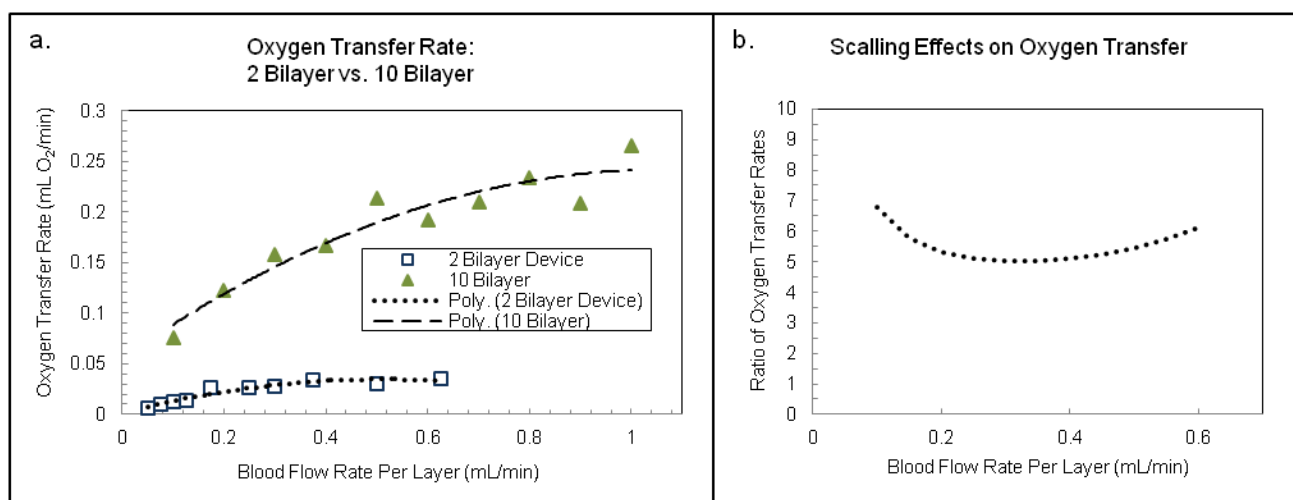 a.
Oxygen Transfer Rate:
2 Bilayer vs. 10 Bilayer
Oxygen Transfer Rate (mL O₂/min)
0.3
0.25
0.2
0.15
0.1
0.05
0
2 Bilayer Device
10 Bilayer
Poly. (2 Bilayer Device)
Poly. (10 Bilayer)
0 0.2 0.4 0.6 0.8 1
Blood Flow Rate Per Layer (mL/min)
b.
Scalling Effects on Oxygen Transfer
Ratio of Oxygen Transfer Rates
10
9
8
7
6
5
4
3
2
1
0
0 0.2 0.4 0.6
Blood Flow Rate Per Layer (mL/min)